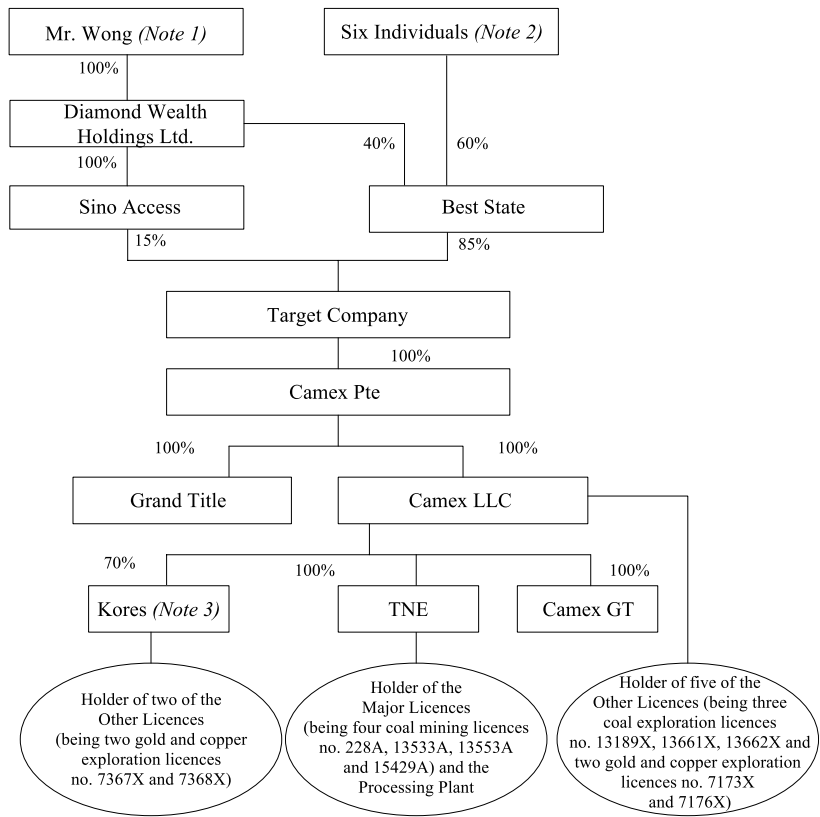 Mr. Wong (Note 1)
Six Individuals (Note 2)
100%
Diamond Wealth
Holdings Ltd.
40%
60%
100%
Sino Access
Best State
15%
85%
Target Company
100%
Camex Pte
100%
100%
Grand Title
Camex LLC
70%
100%
100%
Kores (Note 3)
TNE
Camex GT
Holder of two of the
Other Licences
(being two gold and copper
exploration licences
no. 7367X and 7368X)
Holder of the
Major Licences
(being four coal mining licences
no. 228A, 13533A, 13553A
and 15429A) and the
Processing Plant
Holder of five of the
Other Licences (being three
coal exploration licences
no. 13189X, 13661X, 13662X and
two gold and copper exploration
licences no. 7173X
and 7176X)